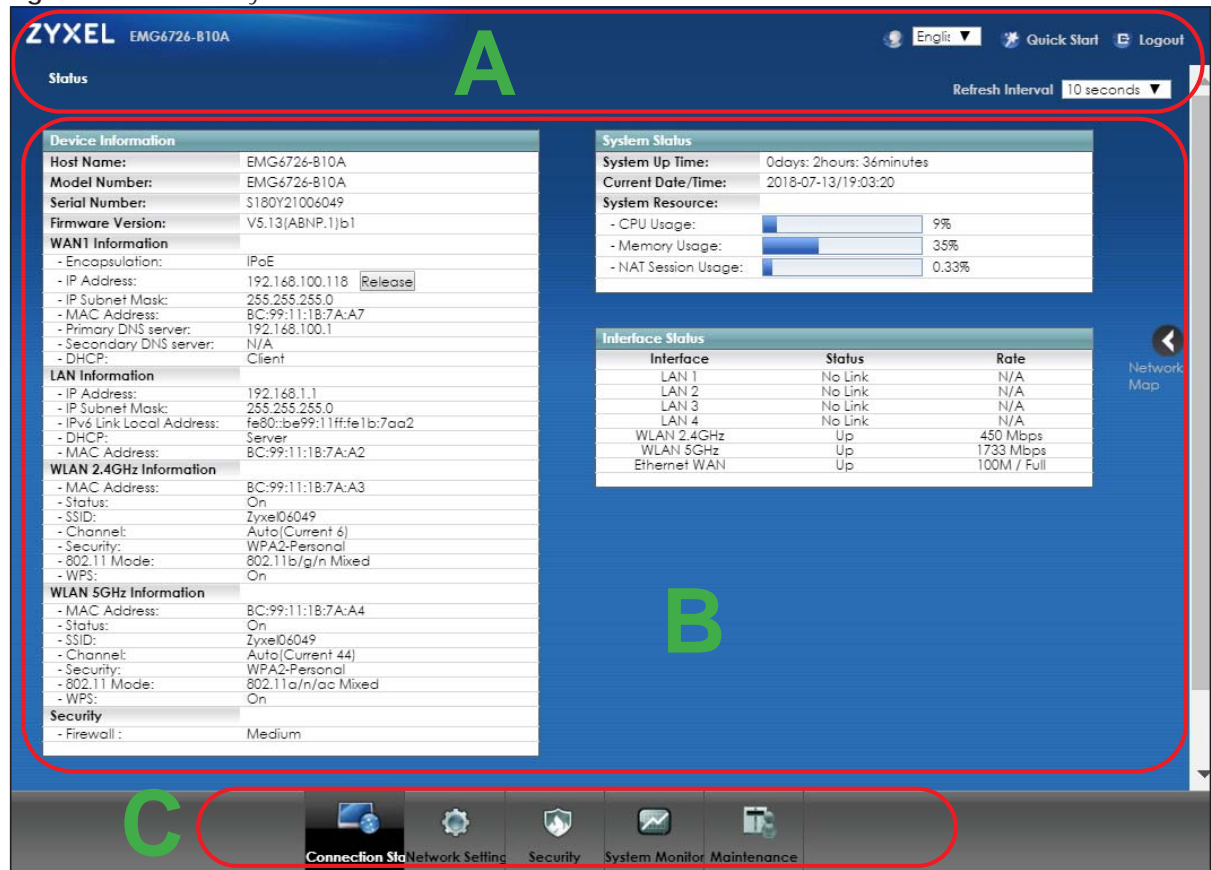 ZYXEL EMG6726-B10A
Englis Quick Start Logout
A
Status
Refresh Interval 10 seconds
Device Information
Host Name: EMG6726-B10A
Model Number: EMG6726-B10A
Serial Number: S180Y21006049
Firmware Version: V5.13(ABNP.1)b1
WAN1 Information
- Encapsulation: IPoE
- IP Address: 192.168.100.118 Release
- IP Subnet Mask: 255.255.255.0
- MAC Address: BC:99:11:1B:7A:A7
- Primary DNS server: 192.168.100.1
- Secondary DNS server: N/A
- DHCP: Client
LAN Information
- IP Address: 192.168.1.1
- IP Subnet Mask: 255.255.255.0
- IPv6 Link Local Address: fe80::be99:11ff:fe1b:7aa2
- DHCP: Server
- MAC Address: BC:99:11:1B:7A:A2
WLAN 2.4GHz Information
- MAC Address: BC:99:11:1B:7A:A3
- Status: On
- SSID: Zyxel06049
- Channel: Auto(Current 6)
- Security: WPA2-Personal
- 802.11 Mode: 802.11b/g/n Mixed
- WPS: On
WLAN 5GHz Information
- MAC Address: BC:99:11:1B:7A:A4
- Status: On
- SSID: Zyxel06049
- Channel: Auto(Current 44)
- Security: WPA2-Personal
- 802.11 Mode: 802.11a/n/ac Mixed
- WPS: On
Security
- Firewall : Medium
System Status
System Up Time: 0days: 2hours: 36minutes
Current Date/Time: 2018-07-13/19:03:20
System Resource:
- CPU Usage: 9%
- Memory Usage: 35%
- NAT Session Usage: 0.33%
Interface Status
Interface Status Rate
LAN 1 No Link N/A
LAN 2 No Link N/A
LAN 3 No Link N/A
LAN 4 No Link N/A
WLAN 2.4GHz Up 450 Mbps
WLAN 5GHz Up 1733 Mbps
Ethernet WAN Up 100M / Full
Network
Map
B
C
Connection Sta Network Setting Security System Monitor Maintenance